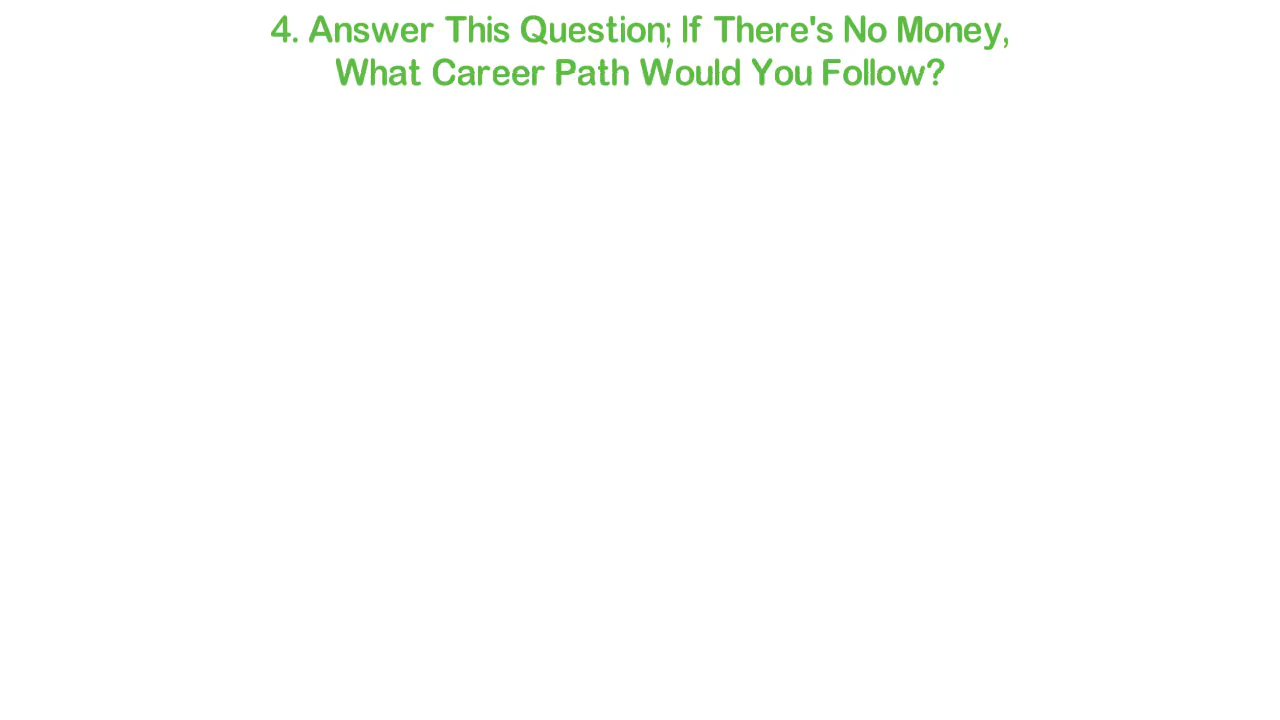 4. Answer This Question; If There's No Money,
What Career Path Would You Follow?